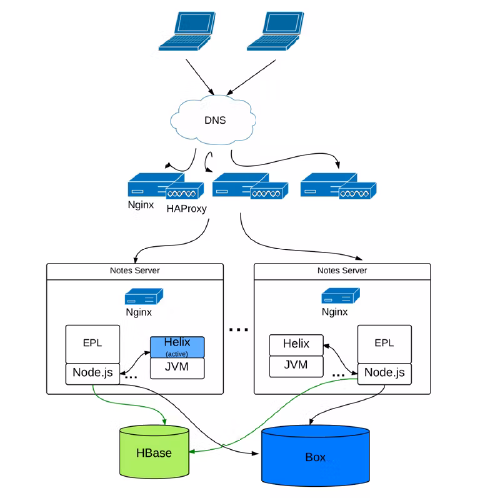 DNS
Nginx
HAProxy
Notes Server
Notes Server
Nginx
Nginx
EPL
Helix
(active)
Node.js
...
JVM
...
Helix
JVM
...
EPL
Node.js
HBase
Box